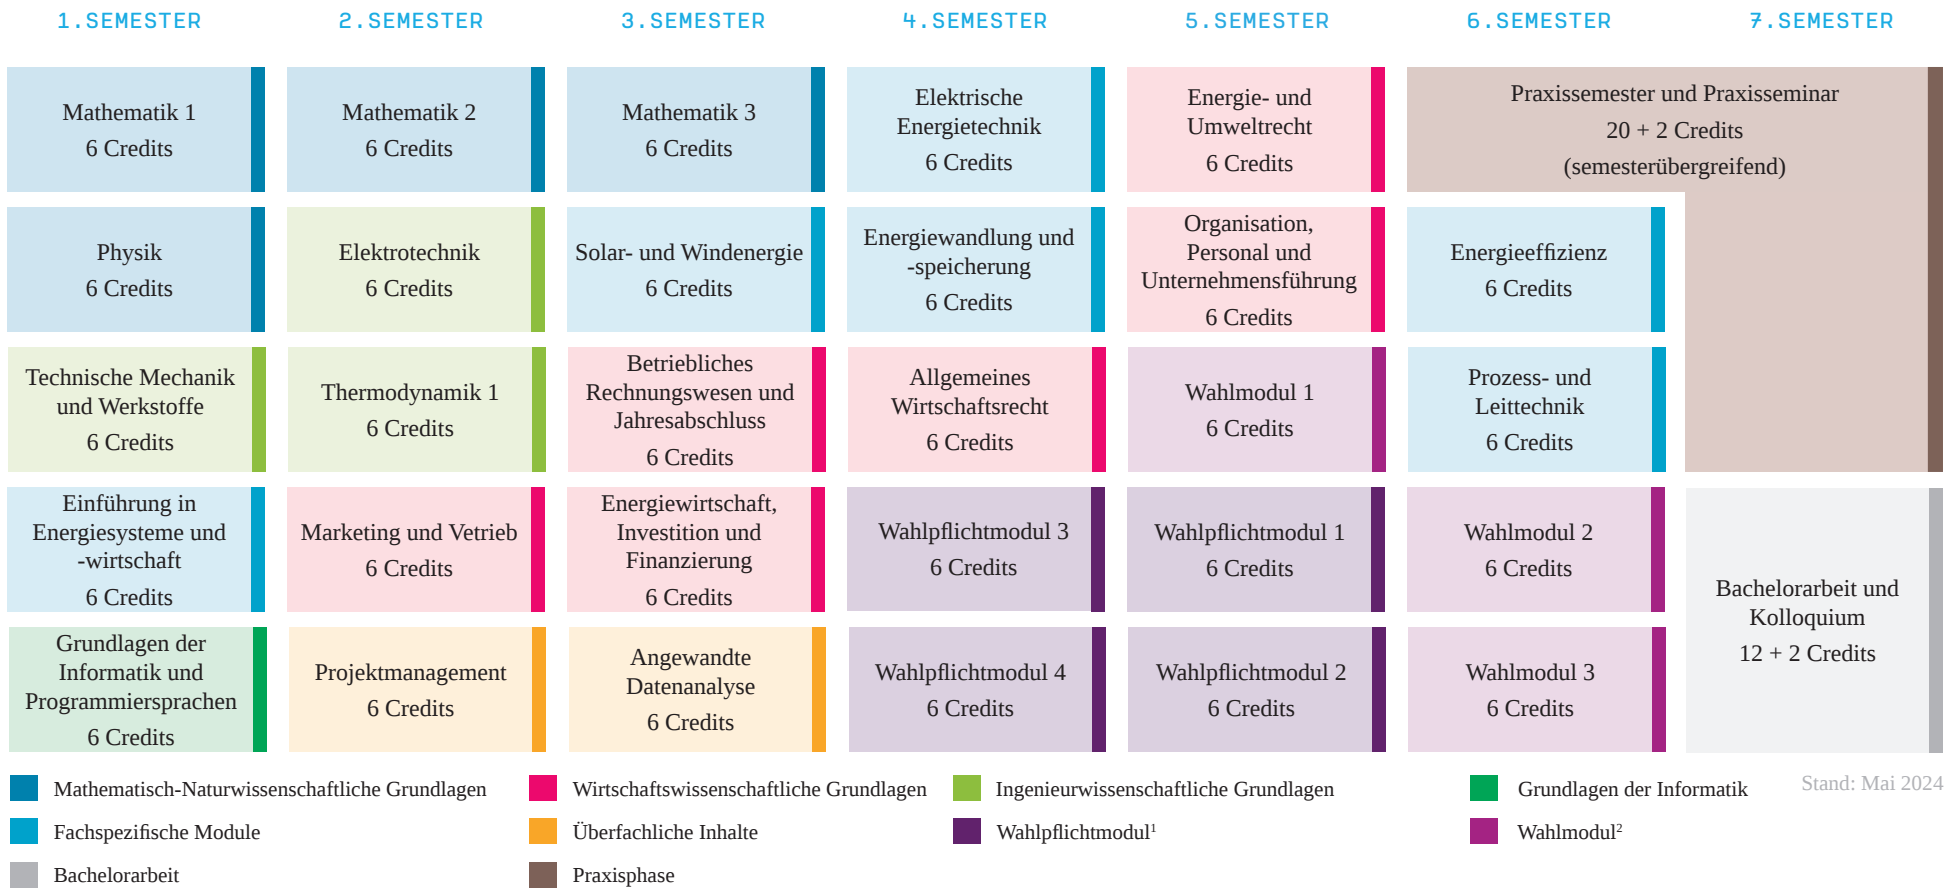 1.SEMESTER
2.SEMESTER
3.SEMESTER
4.SEMESTER
5.SEMESTER
6.SEMESTER
7.SEMESTER
Mathematik 1
6 Credits
Mathematik 2
6 Credits
Mathematik 3
6 Credits
Elektrische
Energietechnik
6 Credits
Energie- und
Umweltrecht
6 Credits
Praxissemester und Praxisseminar
20 + 2 Credits
(semesterübergreifend)
Physik
6 Credits
Elektrotechnik
6 Credits
Solar- und Windenergie
6 Credits
Energiewandlung und
-speicherung
6 Credits
Organisation,
Personal und
Unternehmensführung
6 Credits
Energieeffizienz
6 Credits
Technische Mechanik
und Werkstoffe
6 Credits
Thermodynamik 1
6 Credits
Betriebliches
Rechnungswesen und
Jahresabschluss
6 Credits
Allgemeines
Wirtschaftsrecht
6 Credits
Wahlmodul 1
6 Credits
Prozess- und
Leittechnik
6 Credits
Einführung in
Energiesysteme und
-wirtschaft
6 Credits
Marketing und Vetrieb
6 Credits
Energiewirtschaft,
Investition und
Finanzierung
6 Credits
Wahlpflichtmodul 3
6 Credits
Wahlpflichtmodul 1
6 Credits
Wahlmodul 2
6 Credits
Bachelorarbeit und
Kolloquium
12 + 2 Credits
Grundlagen der
Informatik und
Programmiersprachen
6 Credits
Projektmanagement
6 Credits
Angewandte
Datenanalyse
6 Credits
Wahlpflichtmodul 4
6 Credits
Wahlpflichtmodul 2
6 Credits
Wahlmodul 3
6 Credits
Mathematisch-Naturwissenschaftliche Grundlagen
Wirtschaftswissenschaftliche Grundlagen
Ingenieurwissenschaftliche Grundlagen
Grundlagen der Informatik
Stand: Mai 2024
Fachspezifische Module
Überfachliche Inhalte
Wahlpflichtmodul¹
Wahlmodul²
Bachelorarbeit
Praxisphase